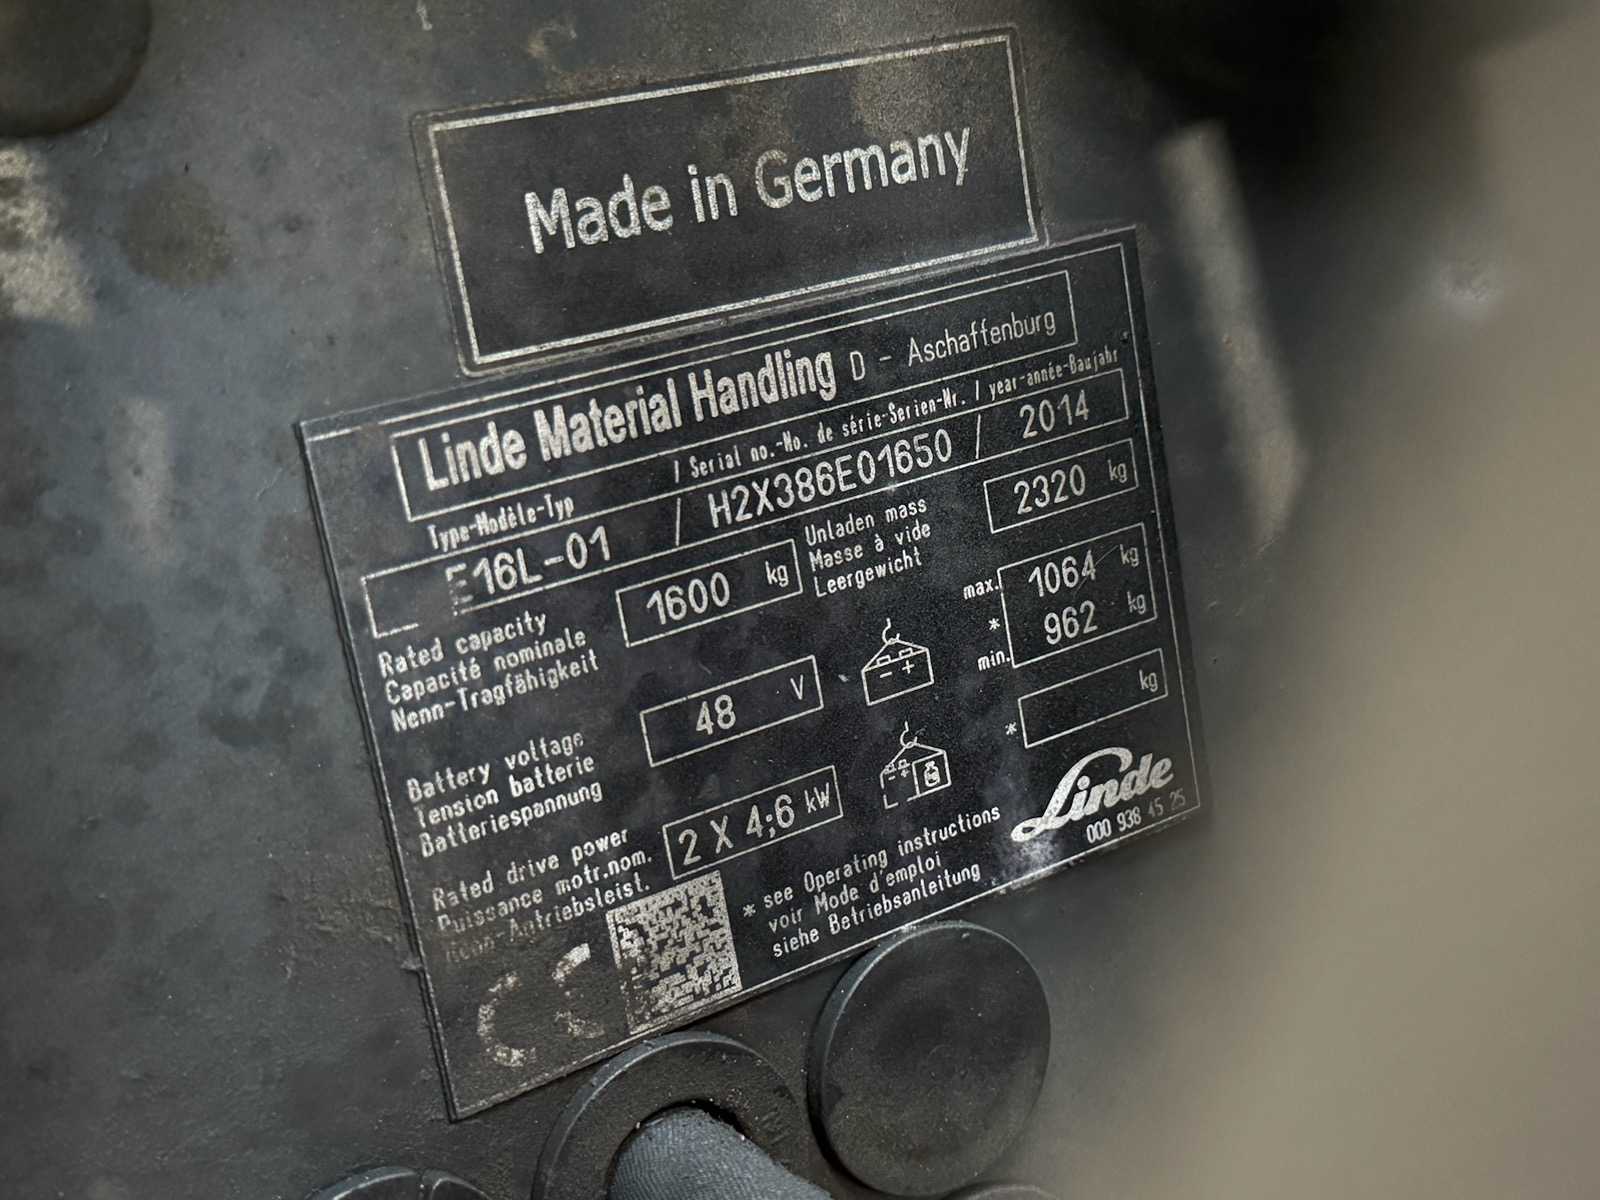 Made in Germany
Linde Material Handling D - Aschaffenburg
Type-Modèle-Typ / Serial no.-No. de série-Serien-Nr. / year-année-Baujahr
E16L-01 / H2X386E01650 / 2014
Rated capacity
Capacité nominale
Nenn-Tragfähigkeit
1600 kg
Unladen mass
Masse à vide
Leergewicht
2320 kg
Battery voltage
Tension batterie
Batteriespannung
48 V
- +
max. 1064 kg
*
min. 962 kg
Rated drive power
Puissance motr.nom.
Nenn-Antriebsleist.
2 X 4,6 kW
- +
* kg
* see Operating instructions
voir Mode d'emploi
siehe Betriebsanleitung
Linde
000 938 45 25
CE